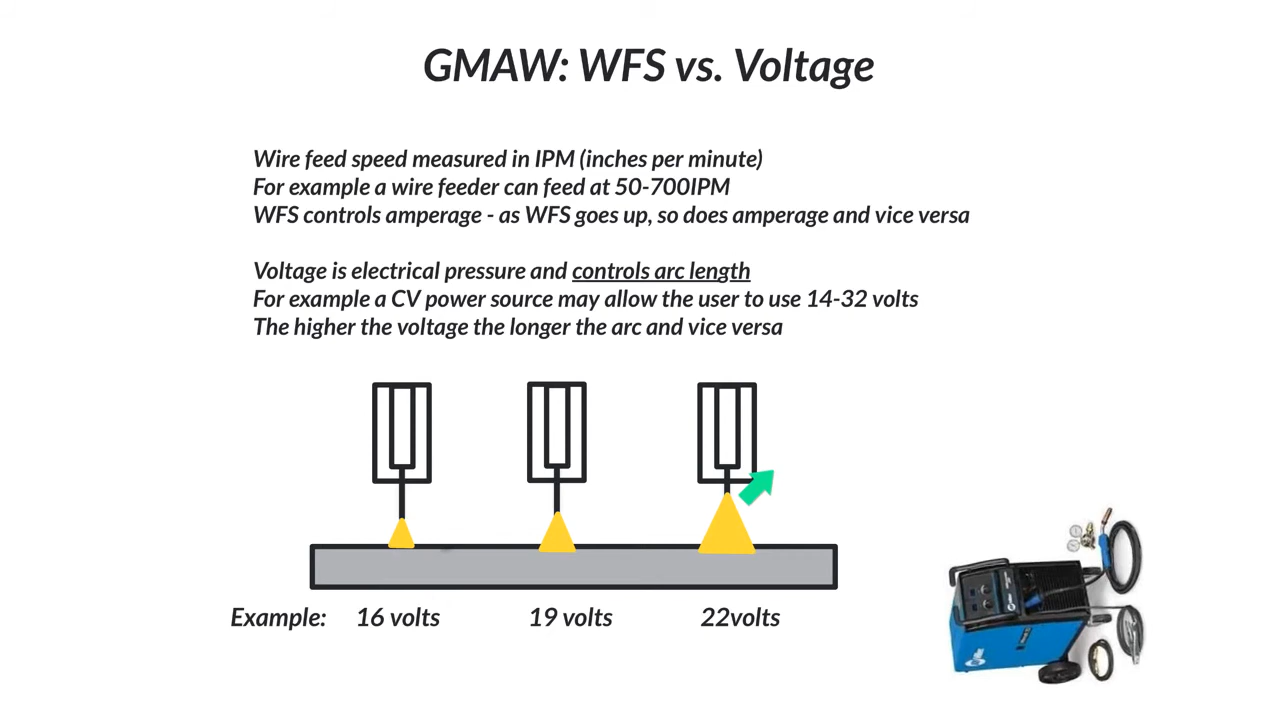 GMAW: WFS vs. Voltage
Wire feed speed measured in IPM (inches per minute)
For example a wire feeder can feed at 50-700IPM
WFS controls amperage - as WFS goes up, so does amperage and vice versa
Voltage is electrical pressure and controls arc length
For example a CV power source may allow the user to use 14-32 volts
The higher the voltage the longer the arc and vice versa
Example: 16 volts 19 volts 22volts